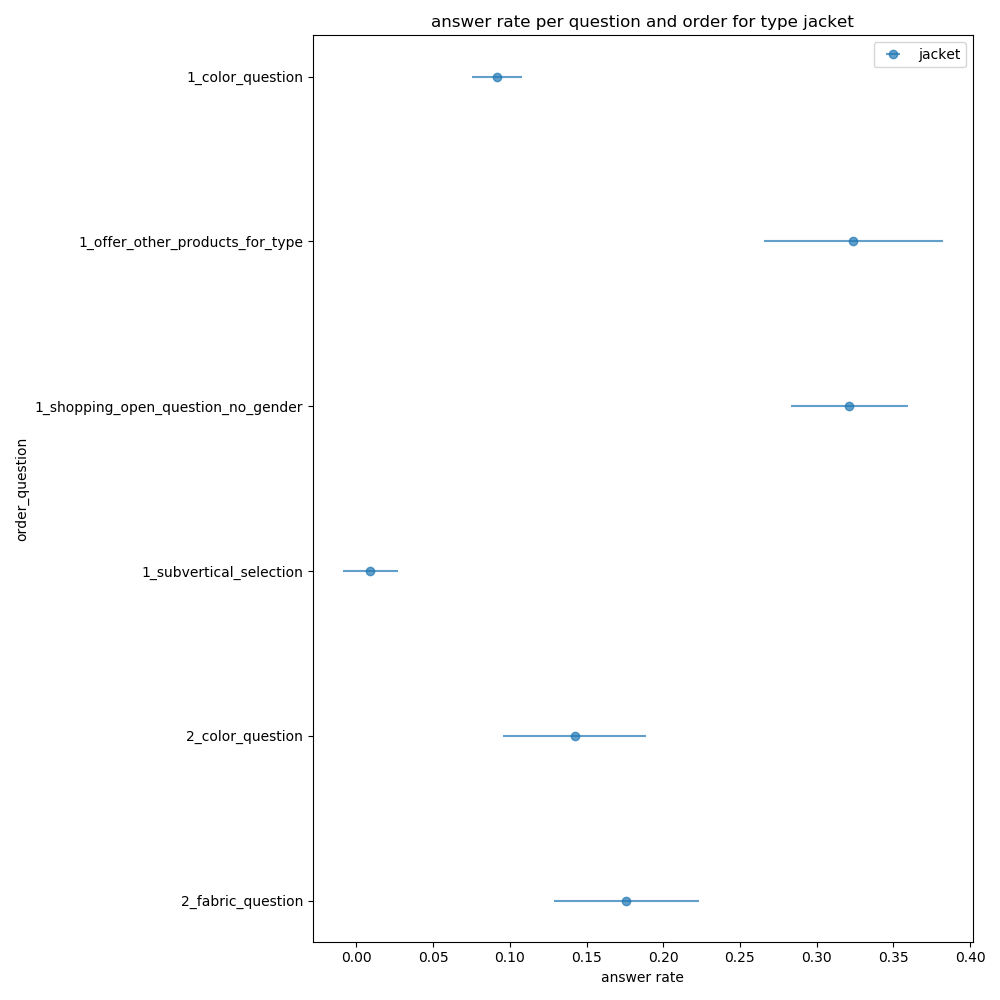 answer rate per question and order for type jacket
jacket
1_color_question
1_offer_other_products_for_type
1_shopping_open_question_no_gender
1_subvertical_selection
2_color_question
2_fabric_question
order_question
0.00 0.05 0.10 0.15 0.20 0.25 0.30 0.35 0.40
answer rate